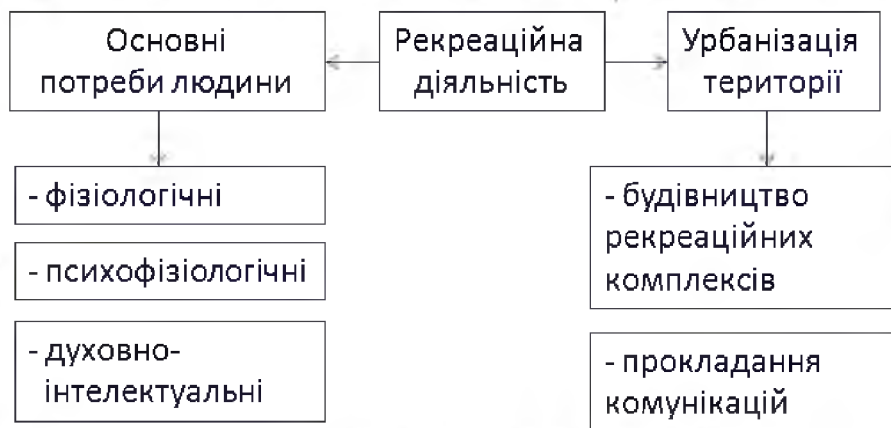 Основні
потреби людини
Рекреаційна
діяльність
Урбанізація
території
- фізіологічні
- психофізіологічні
- духовно-
інтелектуальні
- будівництво
рекреаційних
комплексів
- прокладання
комунікацій